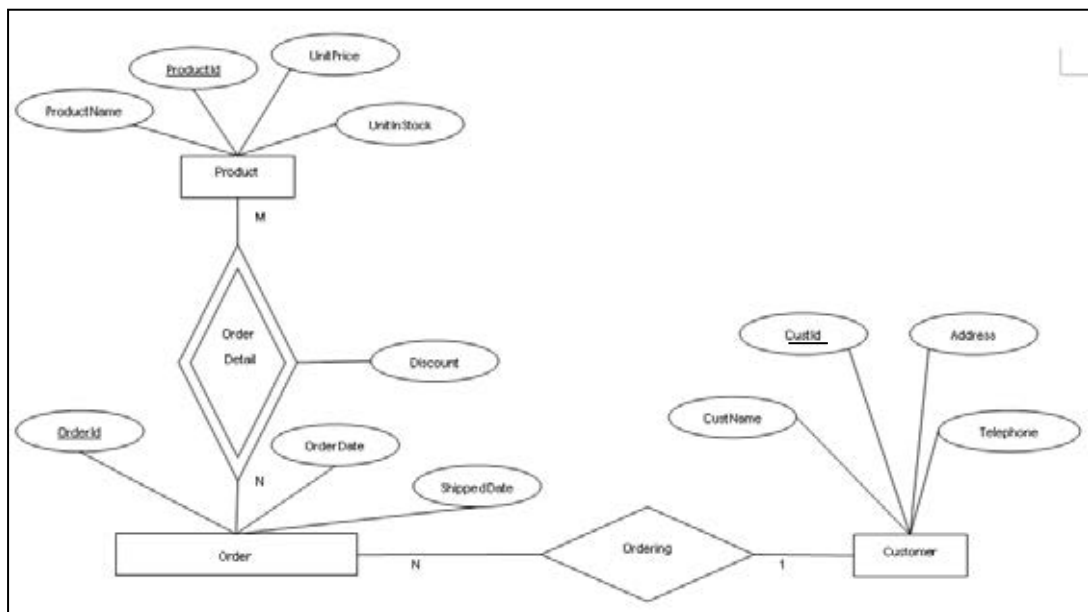 UnitPrice
ProductId
ProductName
UnitInStock
Product
M
Order
Detail
Discount
CustId
Address
CustName
Telephone
OrderId
OrderDate
N
ShippedDate
Order
N
Ordering
1
Customer